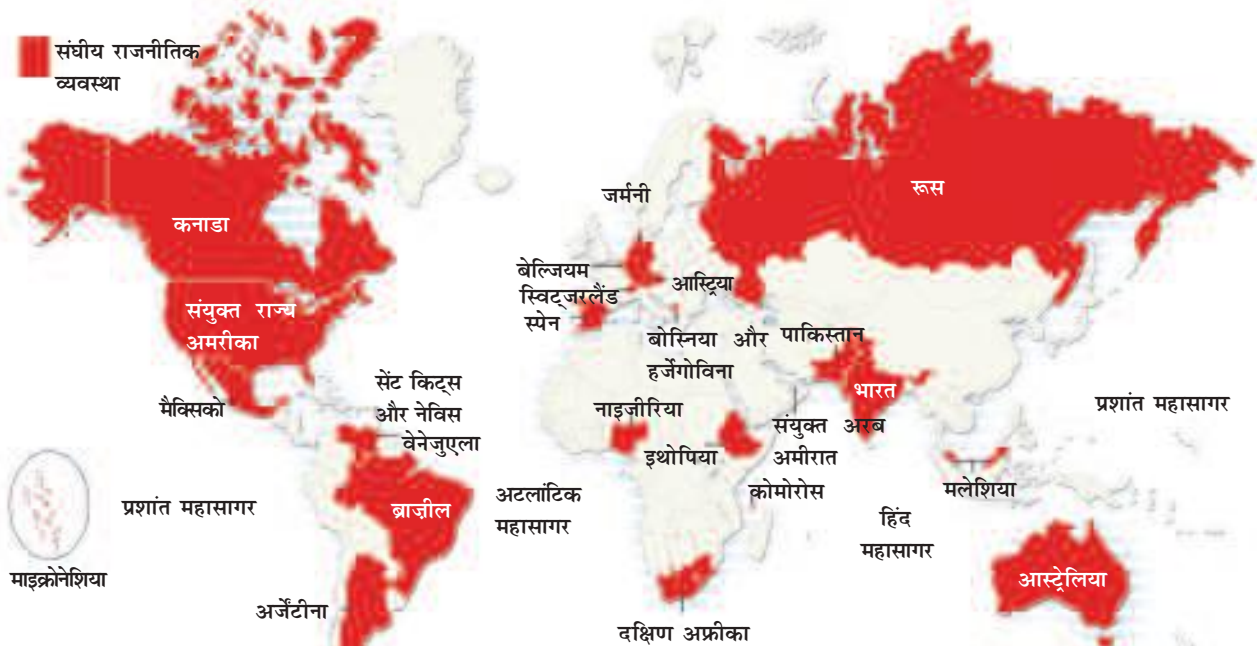 संघीय राजनीतिक
व्यवस्था
कनाडा
संयुक्त राज्य
अमरीका
मैक्सिको
सेंट किट्स
और नेविस
वेनेजुएला
ब्राज़ील
प्रशांत महासागर
माइक्रोनेशिया
अर्जेंटीना
अटलांटिक
महासागर
जर्मनी
बेल्जियम
स्विट्जरलैंड
स्पेन
आस्ट्रिया
बोस्निया और
हर्जेगोविना
रूस
पाकिस्तान
भारत
नाइजीरिया
इथोपिया
संयुक्त अरब
अमीरात
कोमोरोस
दक्षिण अफ्रीका
हिंद
महासागर
मलेशिया
प्रशांत महासागर
आस्ट्रेलिया